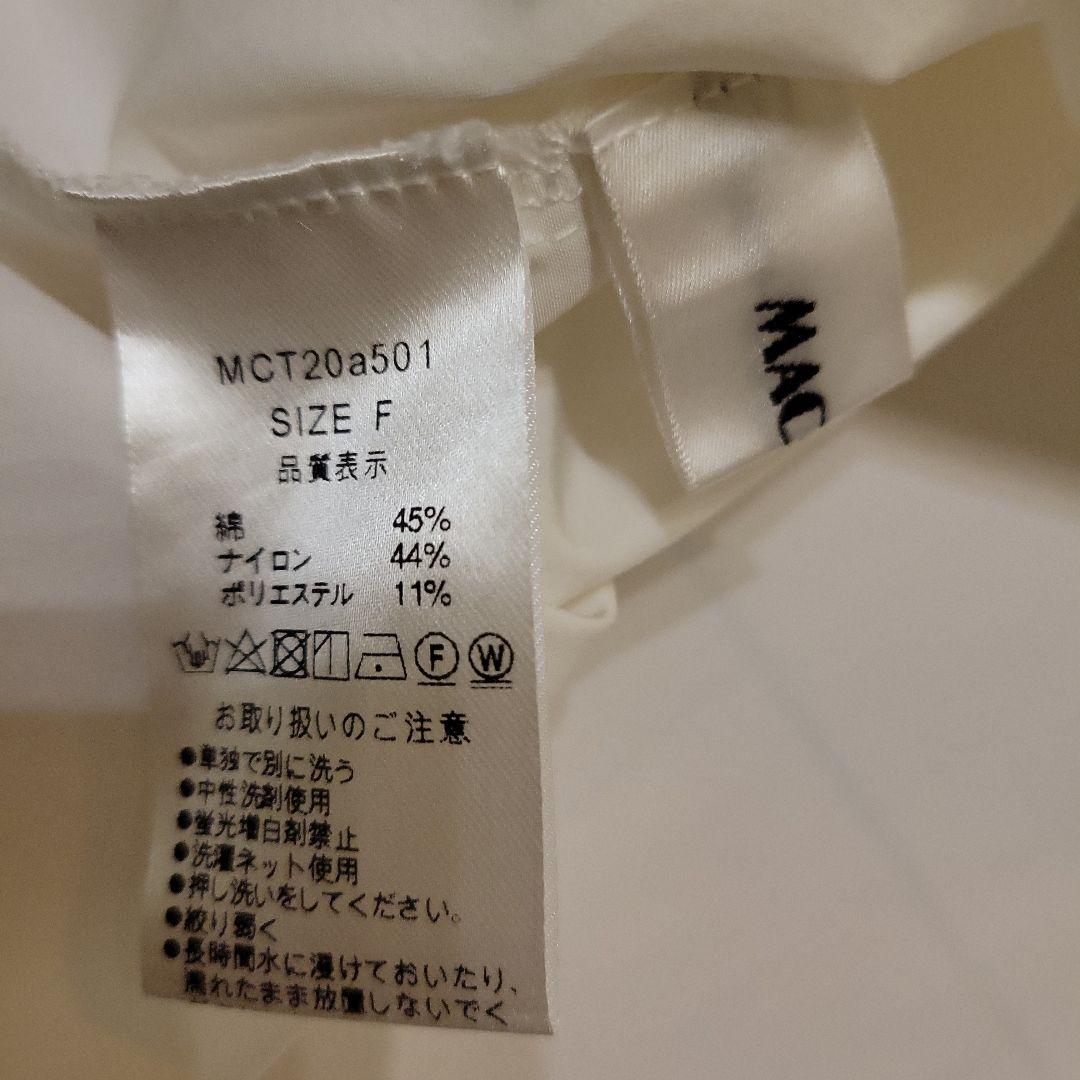 MCT20a501
SIZE F
品質表示
綿 45%
ナイロン 44%
ポリエステル 11%
F W
お取り扱いのご注意
●単独で別に洗う
●中性洗剤使用
●蛍光増白剤禁止
●洗濯ネット使用
●押し洗いをしてください。
●絞り弱く
●長時間水に浸けておいたり、
濡れたまま放置しないでく
MAC